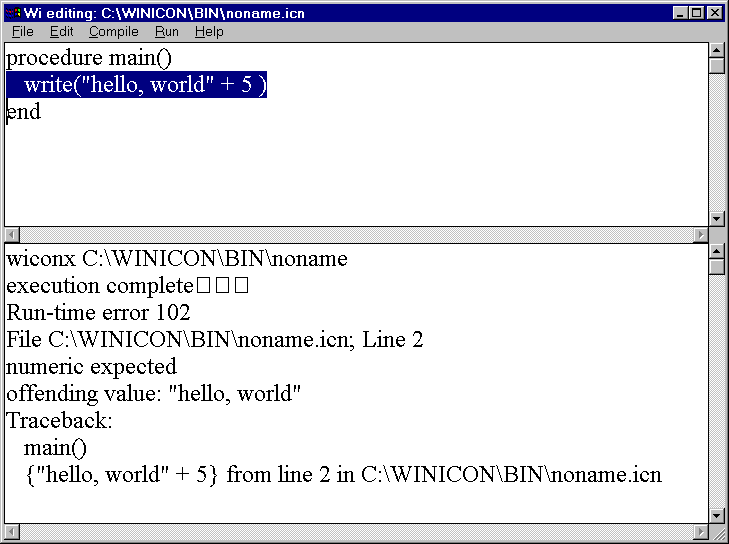 Wi editing: C:\WINICON\BIN\noname.icn
File Edit Compile Run Help
procedure main()
   write("hello, world" + 5 )
end
wiconx C:\WINICON\BIN\noname
execution complete□□□
Run-time error 102
File C:\WINICON\BIN\noname.icn; Line 2
numeric expected
offending value: "hello, world"
Traceback:
   main()
   {"hello, world" + 5} from line 2 in C:\WINICON\BIN\noname.icn